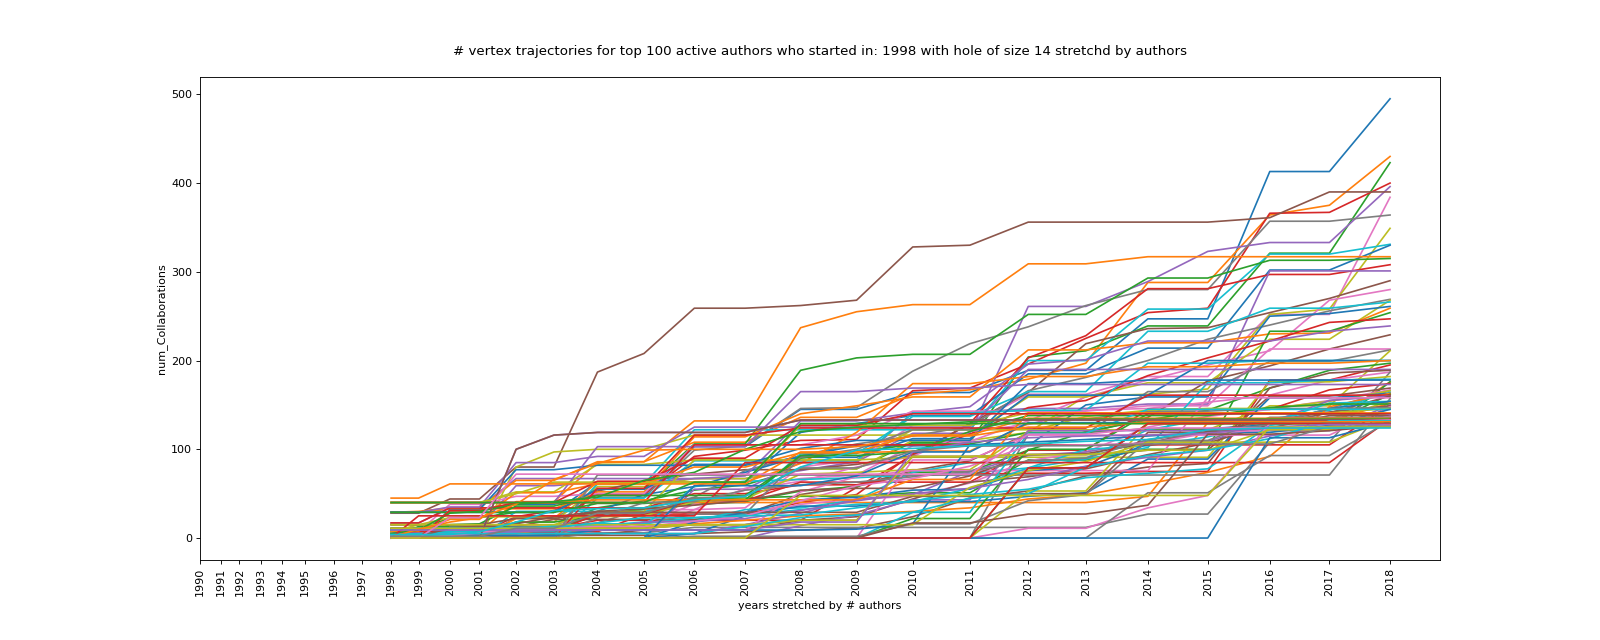 # vertex trajectories for top 100 active authors who started in: 1998 with hole of size 14 stretchd by authors
500
400
300
200
100
0
num_Collaborations
1990 1991 1992 1993 1994 1995 1996 1997 1998 1999 2000 2001 2002 2003 2004 2005 2006 2007 2008 2009 2010 2011 2012 2013 2014 2015 2016 2017 2018
years stretched by # authors